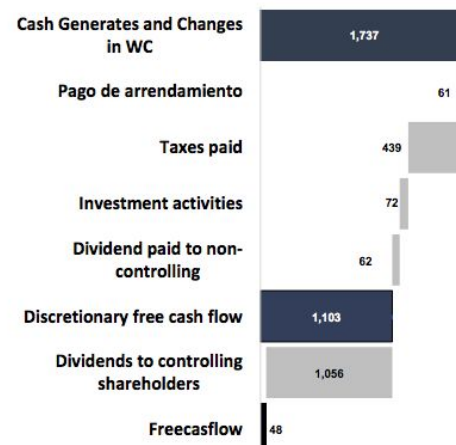 Cash Generates and Changes
in WC
1,737
Pago de arrendamiento
61
Taxes paid
439
Investment activities
72
Dividend paid to non-
controlling
62
Discretionary free cash flow
1,103
Dividends to controlling
shareholders
1,056
Freecasflow
48